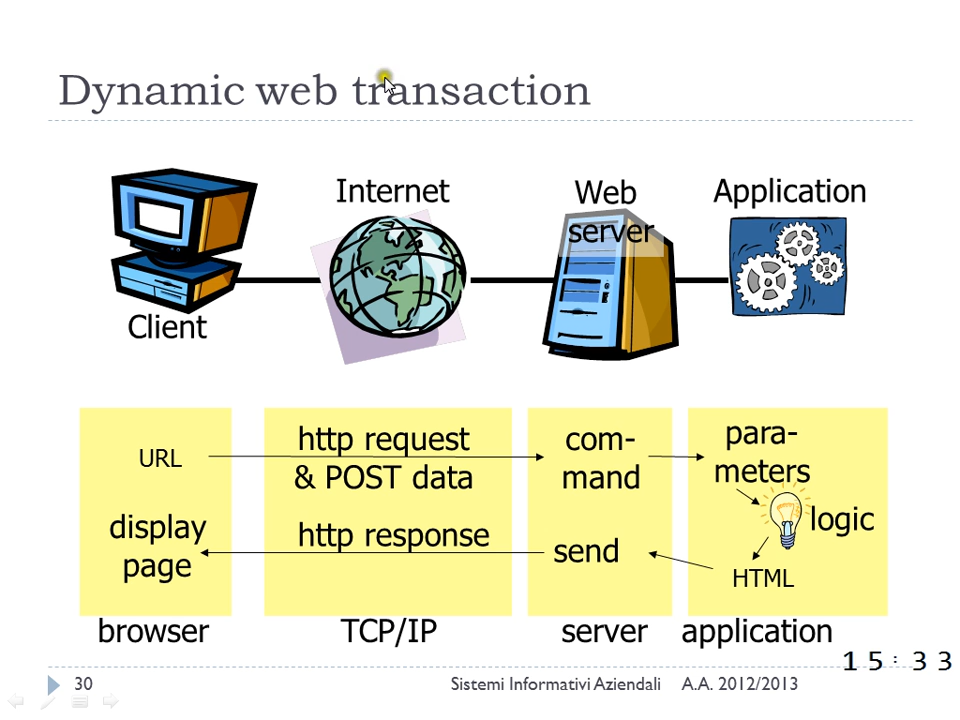 Dynamic web transaction
Internet
Web
server
Application
Client
URL
http request
& POST data
com-
mand
para-
meters
logic
display
page
http response
send
HTML
browser
TCP/IP
server
application
15:33
30
Sistemi Informativi Aziendali
A.A. 2012/2013